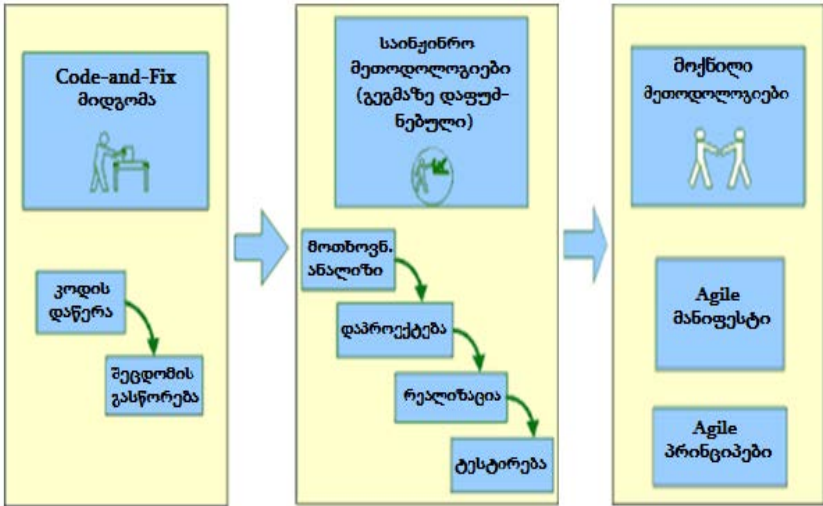 Code-and-Fix
მიდგომა
კოდის
დაწერა
შეცდომის
გასწორება
საინჟინრო
მეთოდოლოგიები
(გეგმაზე დაფუძ-
ნებული)
მოთხოვნ.
ანალიზი
დაპროექტება
რეალიზაცია
ტესტირება
მოქნილი
მეთოდოლოგიები
Agile
მანიფესტი
Agile
პრინციპები